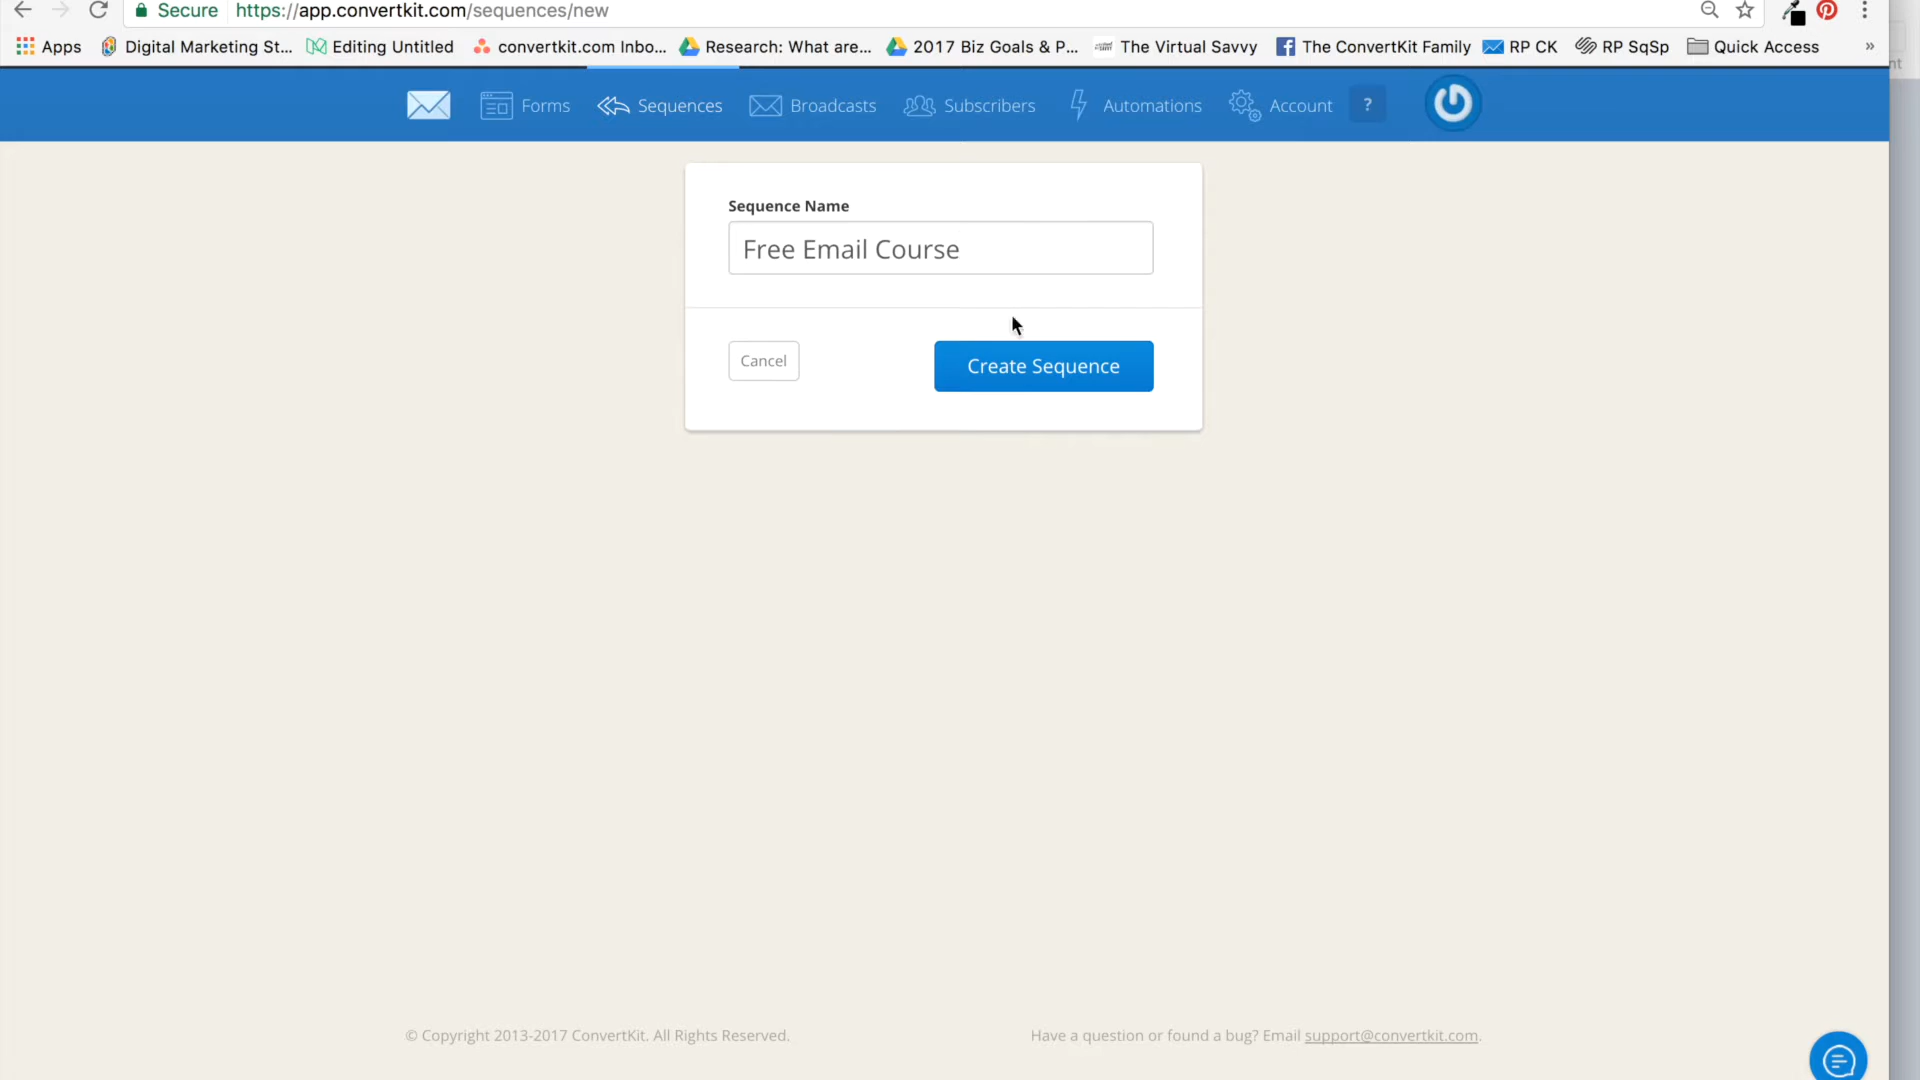 Secure https://app.convertkit.com/sequences/new
Apps Digital Marketing St... Editing Untitled convertkit.com Inbo... Research: What are... 2017 Biz Goals & P... The Virtual Savvy The ConvertKit Family RP CK RP SqSp Quick Access »
nt
Forms Sequences Broadcasts Subscribers Automations Account ?
Sequence Name
Free Email Course
Cancel Create Sequence
© Copyright 2013-2017 ConvertKit. All Rights Reserved. Have a question or found a bug? Email support@convertkit.com.